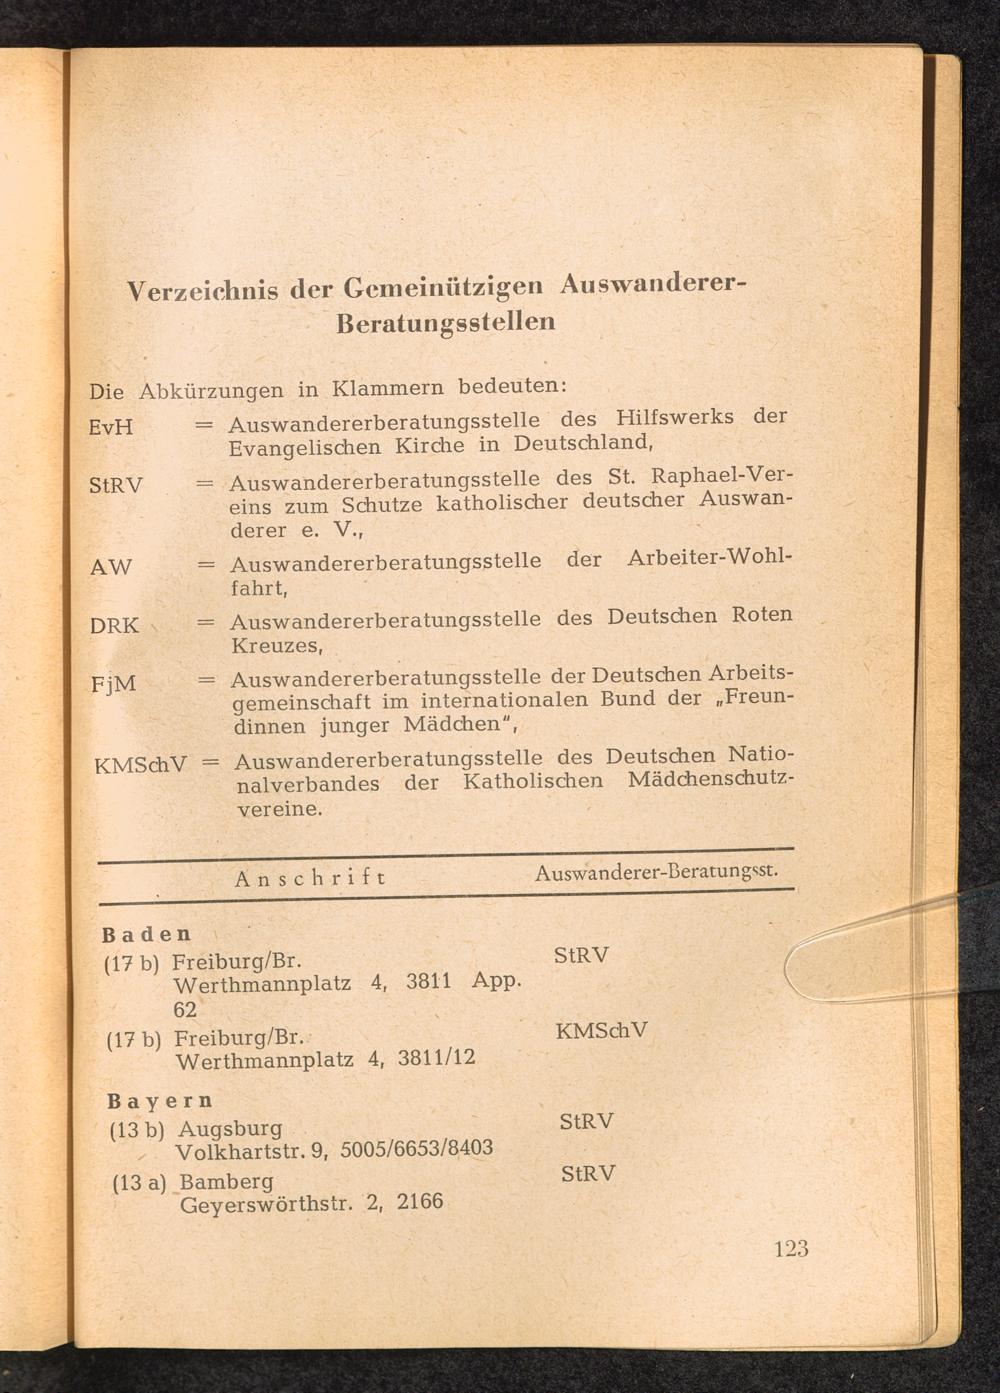 Verzeichnis der Gemeinützigen Auswanderer-
Beratungsstellen
Die Abkürzungen in Klammern bedeuten:
EvH = Auswandererberatungsstelle des Hilfswerks der
Evangelischen Kirche in Deutschland,
StRV = Auswandererberatungsstelle des St. Raphael-Ver-
eins zum Schutze katholischer deutscher Auswan-
derer e. V.,
AW = Auswandererberatungsstelle der Arbeiter-Wohl-
fahrt,
DRK = Auswandererberatungsstelle des Deutschen Roten
Kreuzes,
FjM = Auswandererberatungsstelle der Deutschen Arbeits-
gemeinschaft im internationalen Bund der „Freun-
dinnen junger Mädchen",
KMSchV = Auswandererberatungsstelle des Deutschen Natio-
nalverbandes der Katholischen Mädchenschutz-
vereine.
Anschrift Auswanderer-Beratungsst.
Baden
(17 b) Freiburg/Br. StRV
Werthmannplatz 4, 3811 App.
62
(17 b) Freiburg/Br. KMSchV
Werthmannplatz 4, 3811/12
Bayern
(13 b) Augsburg StRV
Volkhartstr. 9, 5005/6653/8403
(13 a) Bamberg StRV
Geyerswörthstr. 2, 2166
123